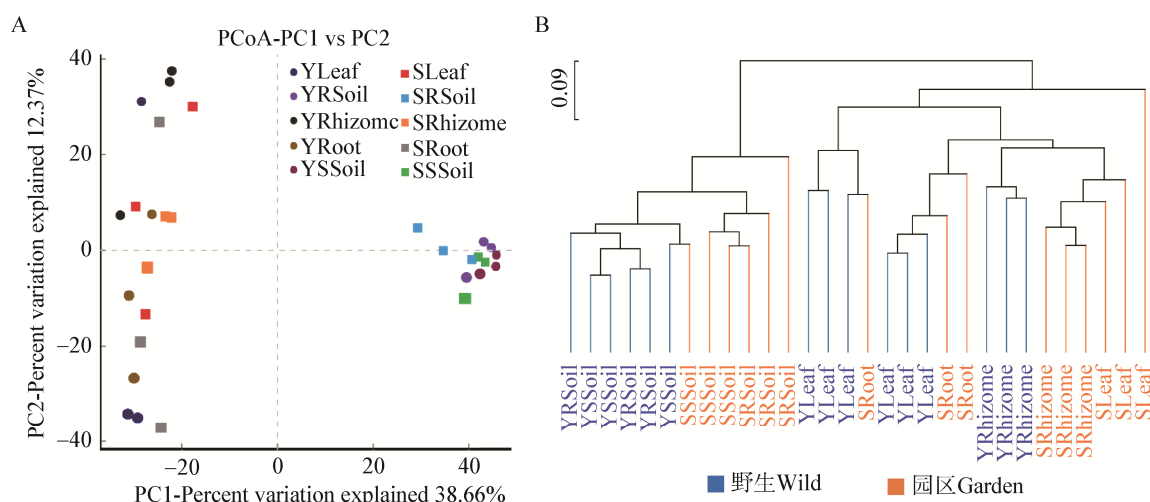 A
PCoA-PC1 vs PC2
PC2-Percent variation explained 12.37%
40
20
0
−20
−40
YLeaf
YRSoil
YRhizomc
YRoot
YSSoil
SLeaf
SRSoil
SRhizome
SRoot
SSSoil
−20
0
20
40
PC1-Percent variation explained 38.66%
B
0.09
YRSoil
YSSoil
YSSoil
YRSoil
YRSoil
YSSoil
SSSoil
SSSoil
SSSoil
SRSoil
SRSoil
SRSoil
YLeaf
YLeaf
YLeaf
SRoot
YLeaf
YLeaf
YLeaf
SRoot
SRoot
YRhizome
YRhizome
YRhizome
SRhizome
SRhizome
SRhizome
SLeaf
SLeaf
SLeaf
野生Wild
园区Garden